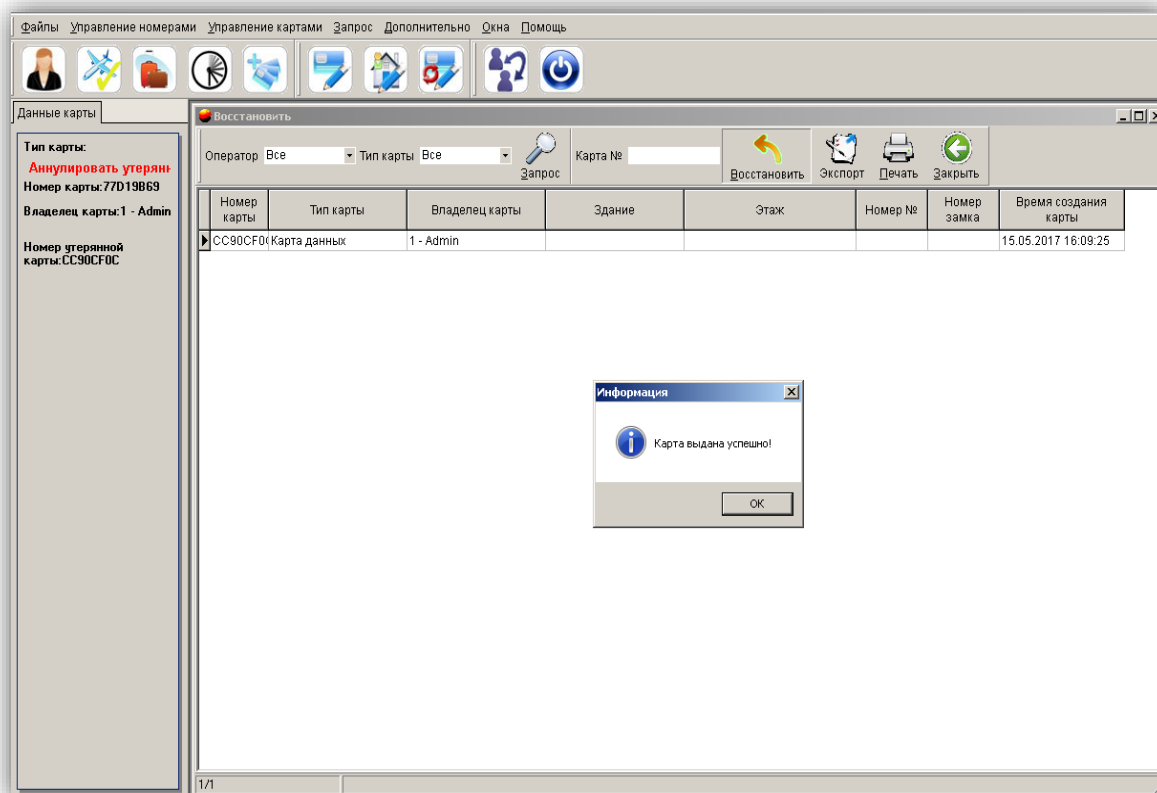 Файлы Управление номерами Управление картами Запрос Дополнительно Окна Помощь
Данные карты
Тип карты:
Аннулировать утерянн
Номер карты:77D19B69
Владелец карты:1 - Admin
Номер утерянной
карты:CC90CF0C
Восстановить
Оператор Все Тип карты Все Запрос Карта № Восстановить Экспорт Печать Закрыть
Номер карты Тип карты Владелец карты Здание Этаж Номер № Номер замка Время создания карты
CC90CF0( Карта данных 1 - Admin 15.05.2017 16:09:25
Информация
Карта выдана успешно!
ОК
1/1